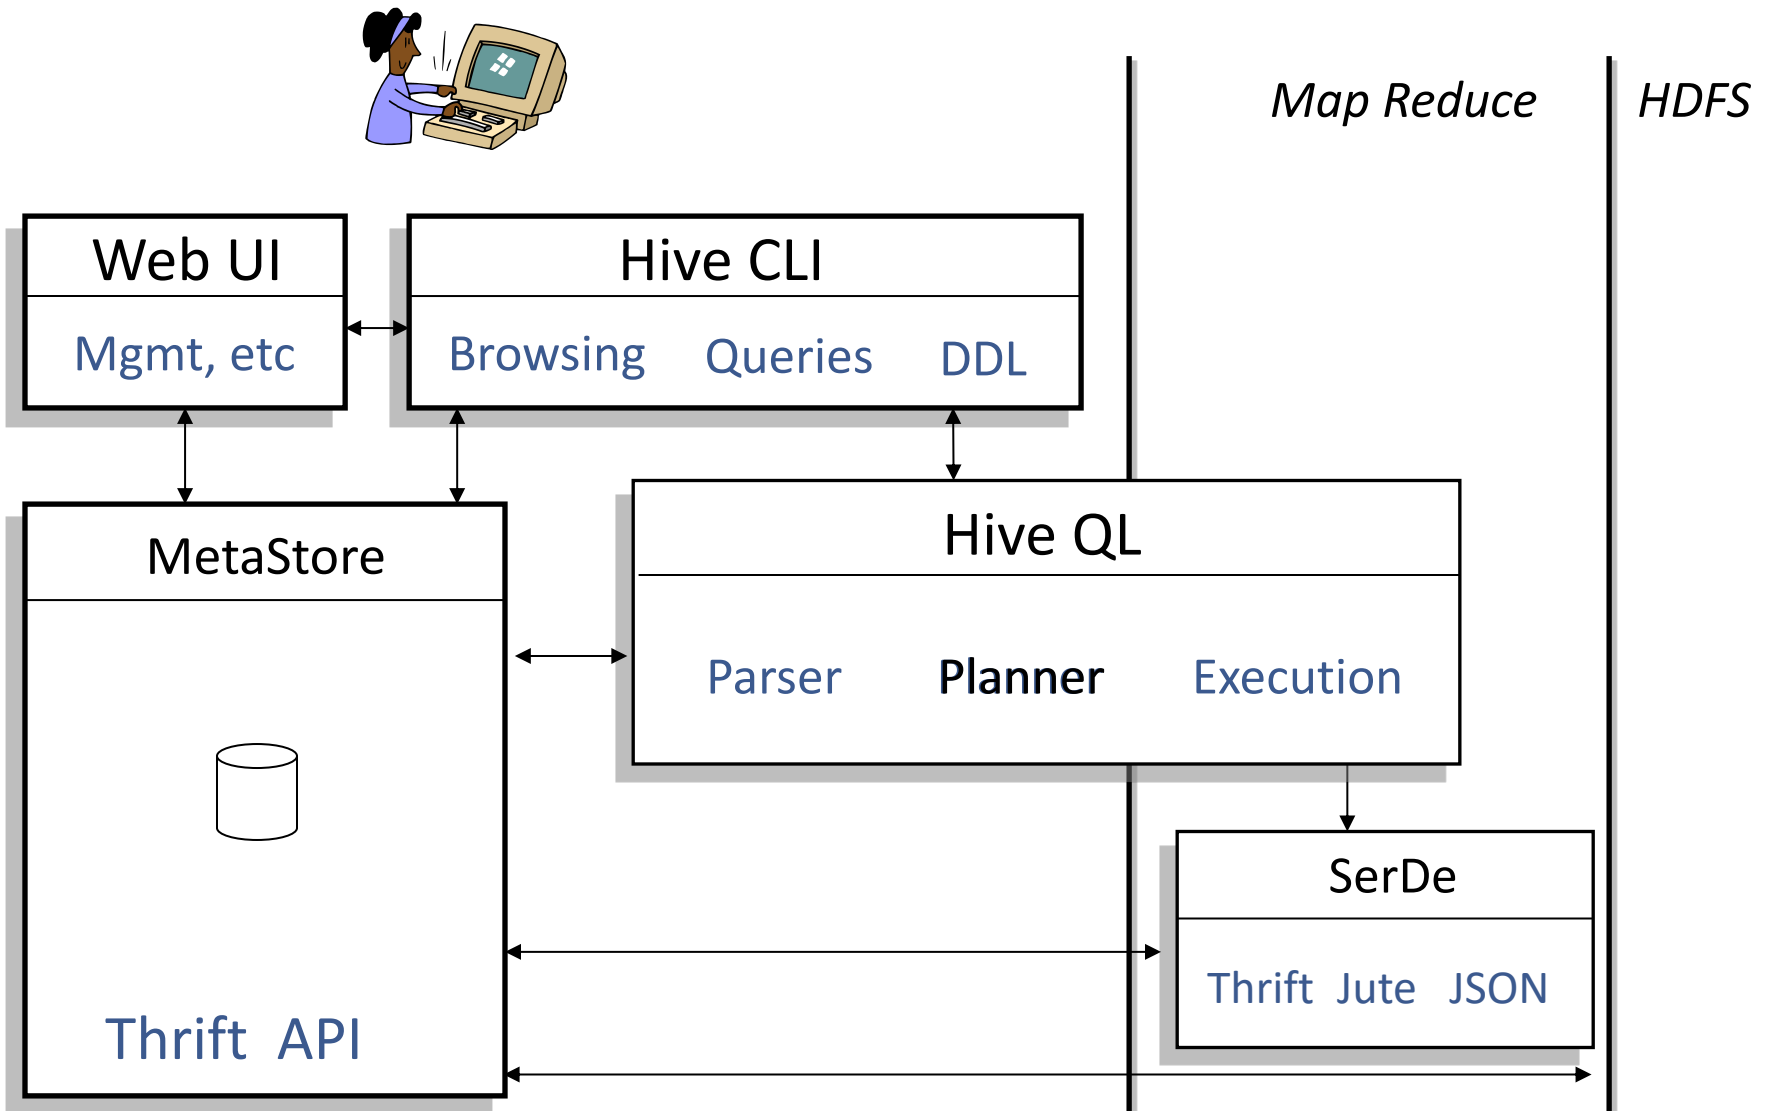 Map Reduce
HDFS
Web UI
Mgmt, etc
Hive CLI
Browsing Queries DDL
MetaStore
Thrift API
Hive QL
Parser Planner Execution
SerDe
Thrift Jute JSON